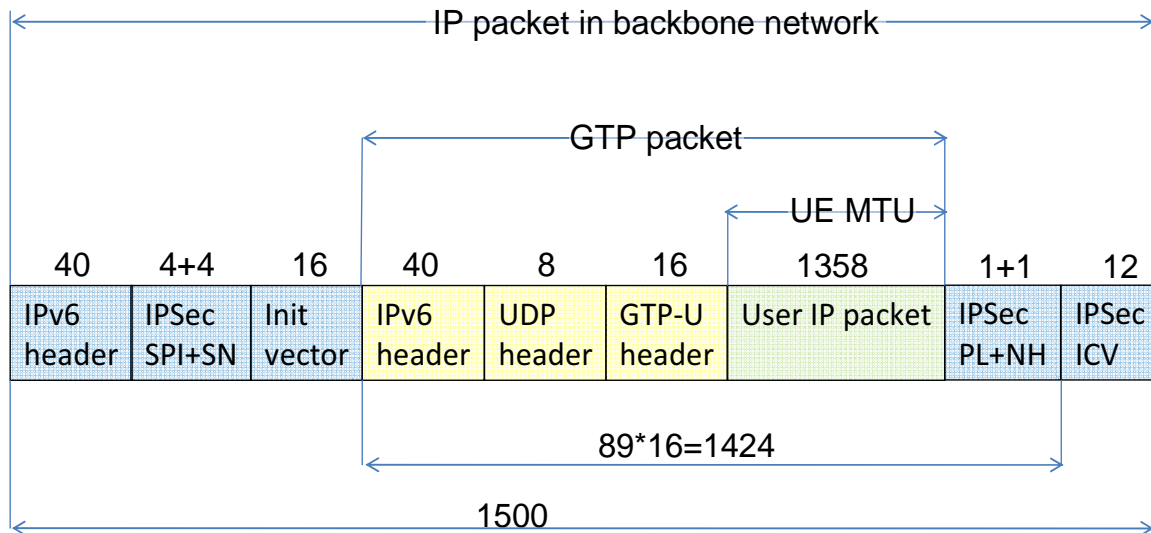 IP packet in backbone network
GTP packet
UE MTU
40 4+4 16 40 8 16 1358 1+1 12
IPv6 IPSec Init IPv6 UDP GTP-U User IP packet IPSec IPSec
header SPI+SN vector header header header PL+NH ICV
89*16=1424
1500